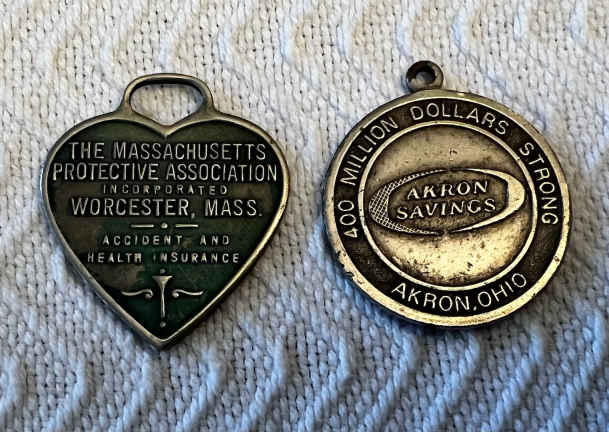 THE MASSACHUSETTS
PROTECTIVE ASSOCIATION
INCORPORATED
WORCESTER, MASS.
ACCIDENT AND
HEALTH INSURANCE
400 MILLION DOLLARS STRONG
AKRON
SAVINGS
AKRON, OHIO